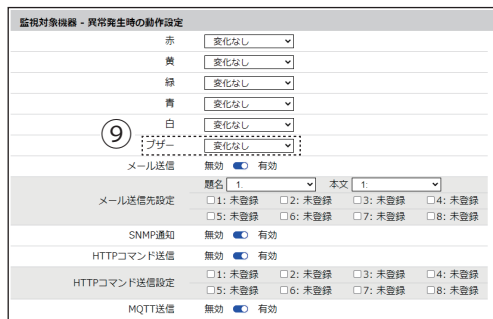 監視対象機器 - 異常発生時の動作設定
赤 変化なし
黄 変化なし
緑 変化なし
青 変化なし
白 変化なし
⑨ ブザー 変化なし
メール送信 無効 有効
題名 1. 本文 1:
メール送信先設定 1: 未登録 2: 未登録 3: 未登録 4: 未登録
5: 未登録 6: 未登録 7: 未登録 8: 未登録
SNMP通知 無効 有効
HTTPコマンド送信 無効 有効
HTTPコマンド送信設定 1: 未登録 2: 未登録 3: 未登録 4: 未登録
5: 未登録 6: 未登録 7: 未登録 8: 未登録
MQTT送信 無効 有効